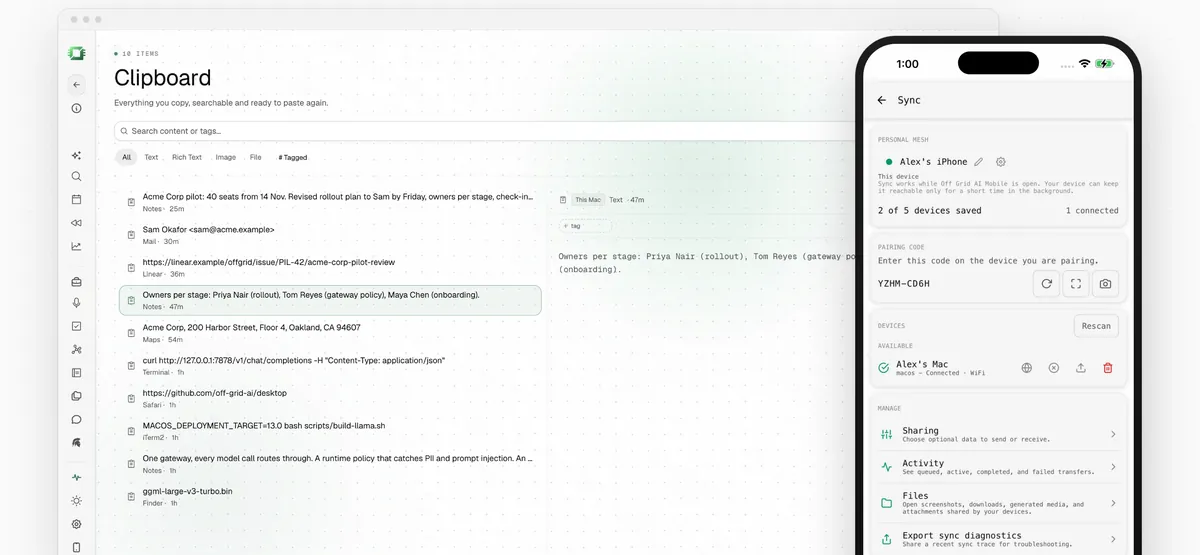 10 ITEMS
Clipboard
Everything you copy, searchable and ready to paste again.
Search content or tags...
All Text Rich Text Image File # Tagged
Acme Corp pilot: 40 seats from 14 Nov. Revised rollout plan to Sam by Friday, owners per stage, check-in...
Notes · 25m
Sam Okafor <sam@acme.example>
Mail · 30m
https://linear.example/offgrid/issue/PIL-42/acme-corp-pilot-review
Linear · 36m
Owners per stage: Priya Nair (rollout), Tom Reyes (gateway policy), Maya Chen (onboarding).
Notes · 47m
Acme Corp, 200 Harbor Street, Floor 4, Oakland, CA 94607
Maps · 54m
curl http://127.0.0.1:7878/v1/chat/completions -H "Content-Type: application/json"
Terminal · 1h
https://github.com/off-grid-ai/desktop
Safari · 1h
MACOS_DEPLOYMENT_TARGET=13.0 bash scripts/build-llama.sh
iTerm2 · 1h
One gateway, every model call routes through. A runtime policy that catches PII and prompt injection. An ...
Notes · 1h
ggml-large-v3-turbo.bin
Finder · 1h
This Mac Text · 47m
+ tag
Owners per stage: Priya Nair (rollout), Tom Reyes (gateway po
(onboarding).
1:00
Sync
PERSONAL MESH
Alex's iPhone
This device
Sync works while Off Grid AI Mobile is open. Your device can keep
it reachable only for a short time in the background.
2 of 5 devices saved 1 connected
PAIRING CODE
Enter this code on the device you are pairing.
YZHM-CD6H
DEVICES Rescan
AVAILABLE
Alex's Mac
macos - Connected · WiFi
MANAGE
Sharing
Choose optional data to send or receive.
Activity
See queued, active, completed, and failed transfers.
Files
Open screenshots, downloads, generated media, and
attachments shared by your devices.
Export sync diagnostics
Share a recent sync trace for troubleshooting.